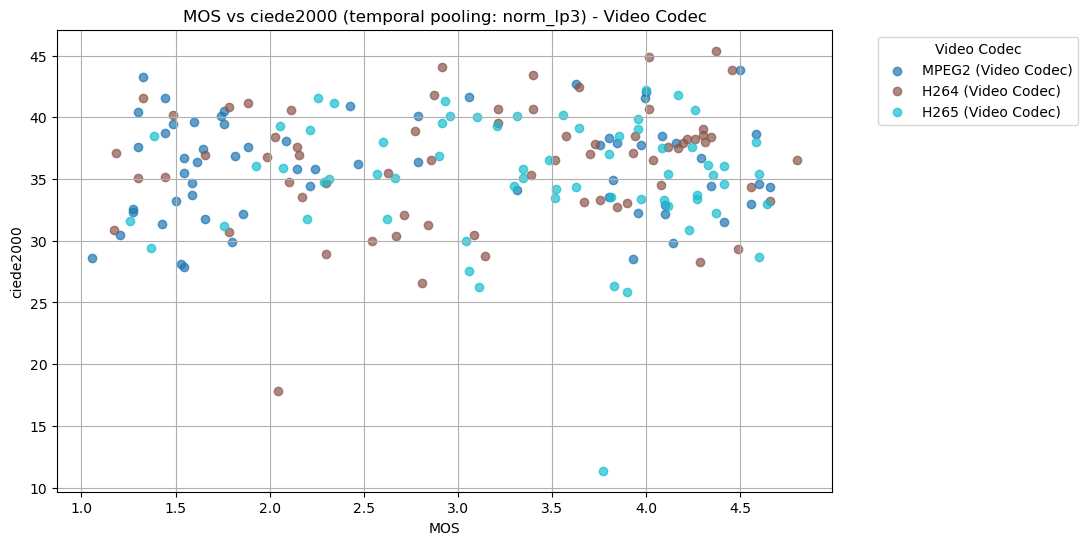 MOS vs ciede2000 (temporal pooling: norm_lp3) - Video Codec
Video Codec
MPEG2 (Video Codec)
H264 (Video Codec)
H265 (Video Codec)
ciede2000
45
40
35
30
25
20
15
10
1.0 1.5 2.0 2.5 3.0 3.5 4.0 4.5
MOS